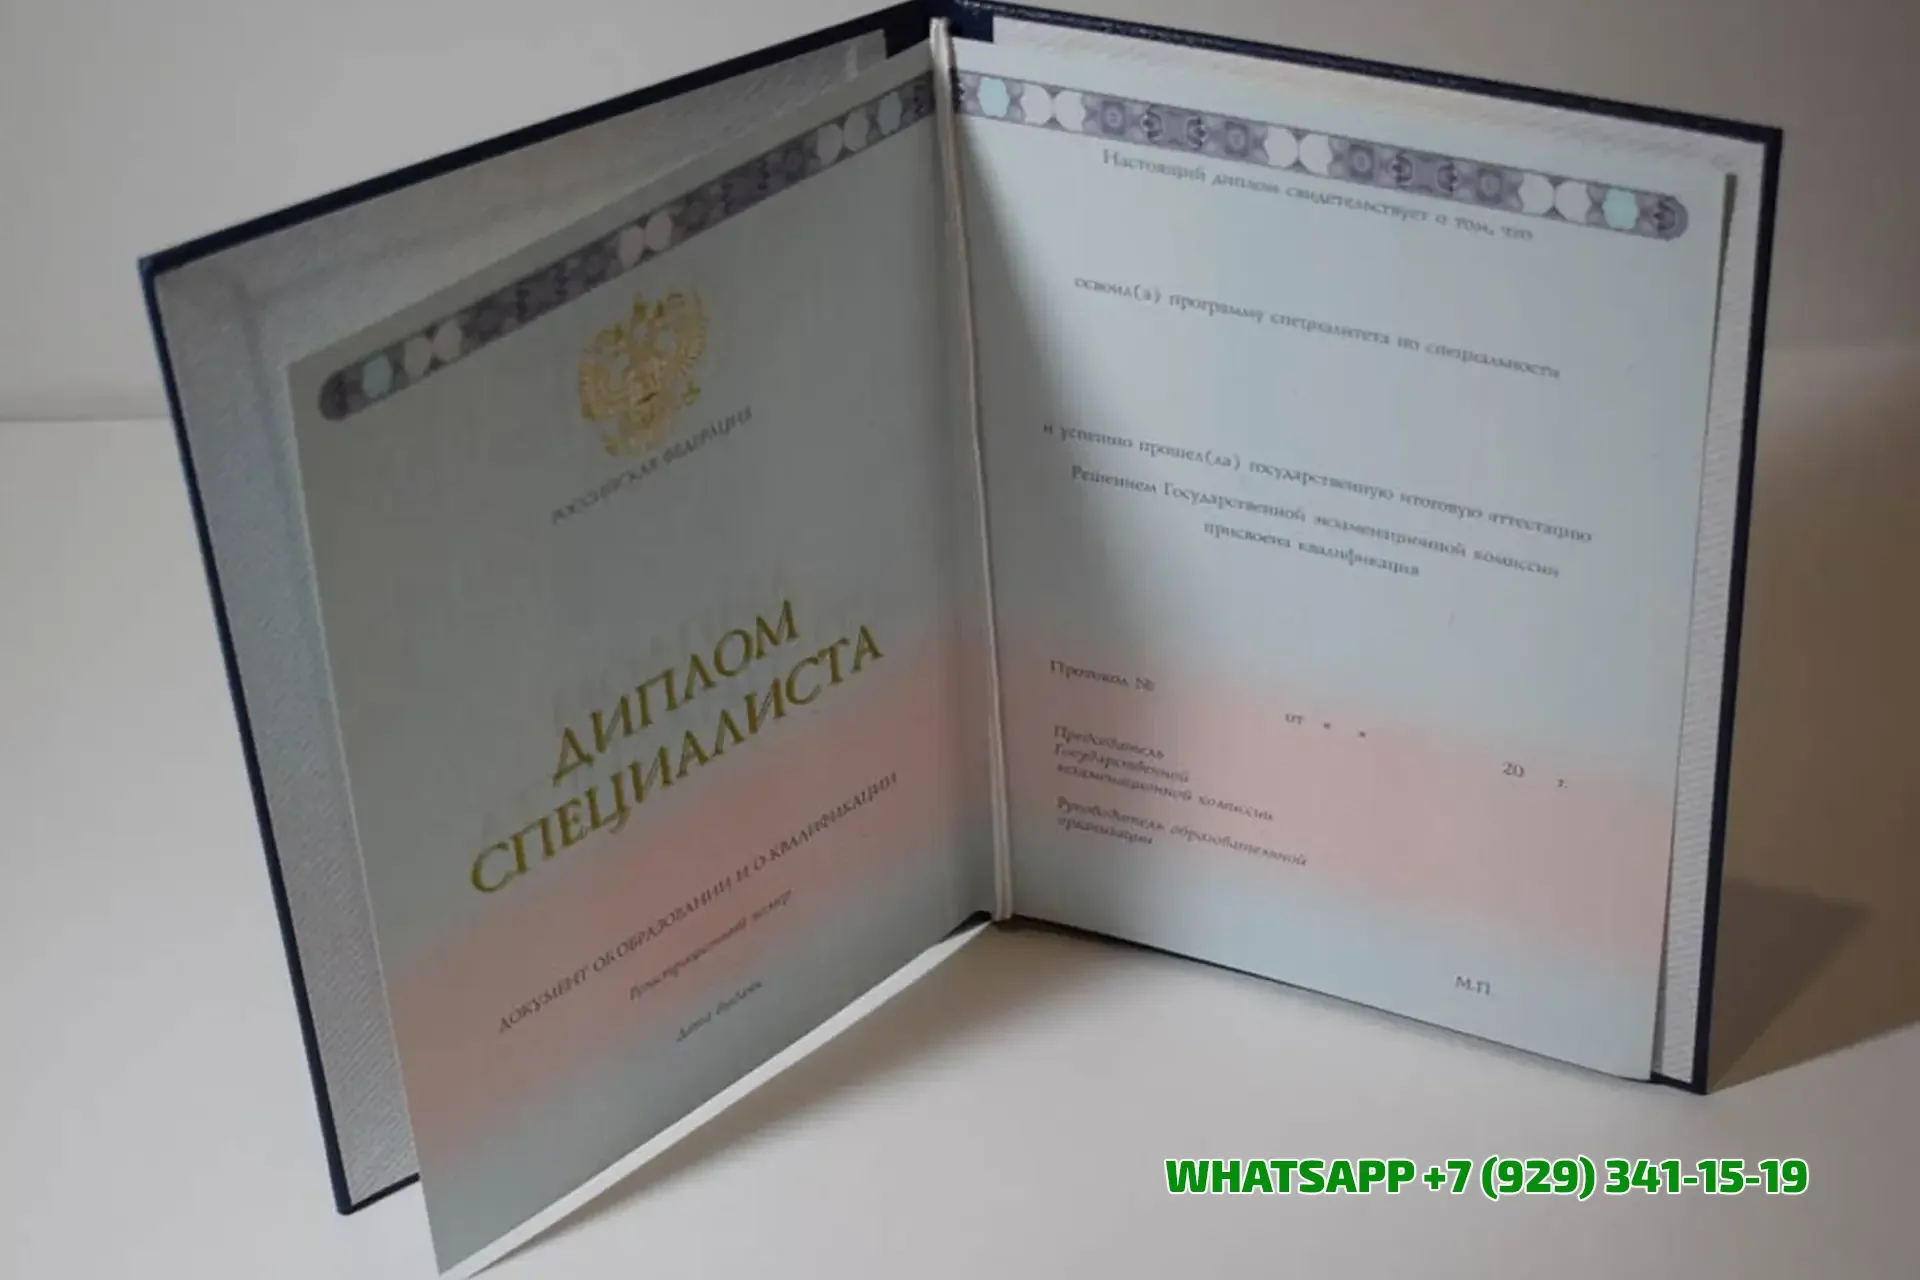 РОССИЙСКАЯ ФЕДЕРАЦИЯ
ДИПЛОМ
СПЕЦИАЛИСТА
ДОКУМЕНТ ОБ ОБРАЗОВАНИИ И О КВАЛИФИКАЦИИ
Регистрационный номер
Дата выдачи
Настоящий диплом свидетельствует о том, что
освоил(а) программу специалитета по специальности
и успешно прошел(ла) государственную итоговую аттестацию
Решением Государственной экзаменационной комиссии
присвоена квалификация
Протокол №
от « » 20 г.
Председатель
Государственной
экзаменационной комиссии
Руководитель образовательной
организации
М.П.
WHATSAPP +7 (929) 341-15-19